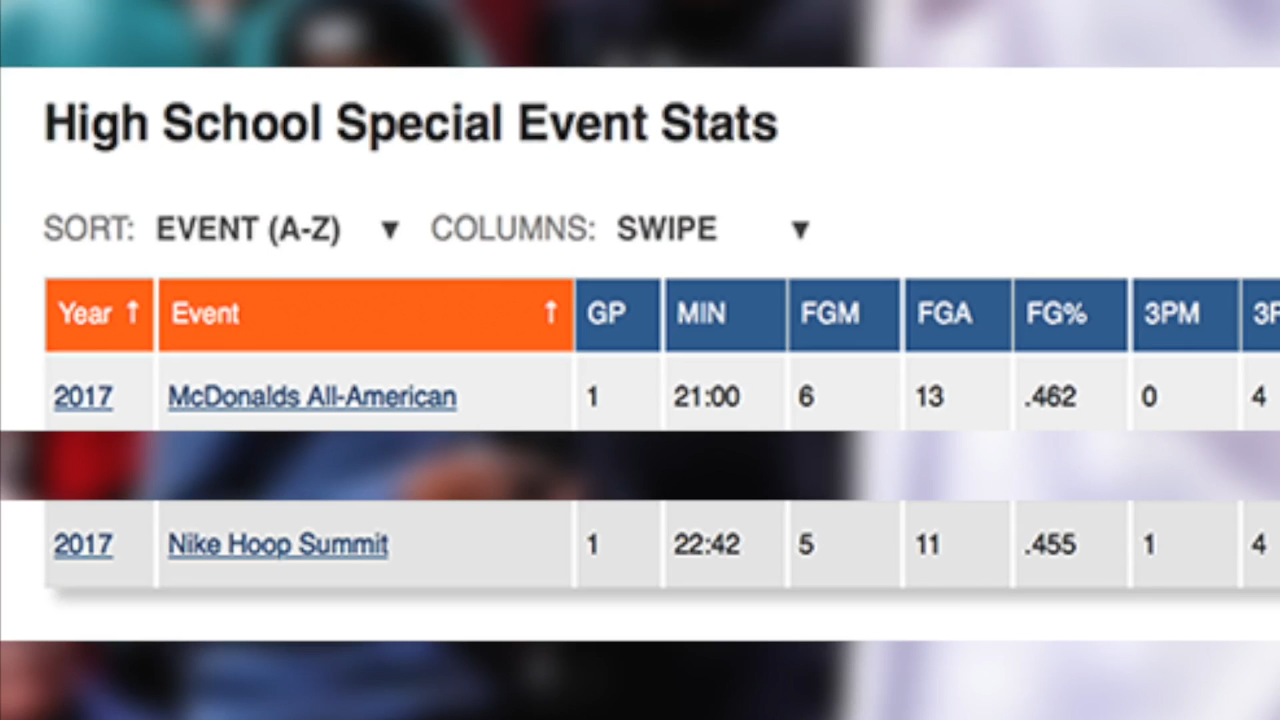 High School Special Event Stats
SORT: EVENT (A-Z) ▼ COLUMNS: SWIPE ▼
Year ↑ Event ↑ GP MIN FGM FGA FG% 3PM
2017 McDonalds All-American 1 21:00 6 13 .462 0 4
2017 Nike Hoop Summit 1 22:42 5 11 .455 1 4